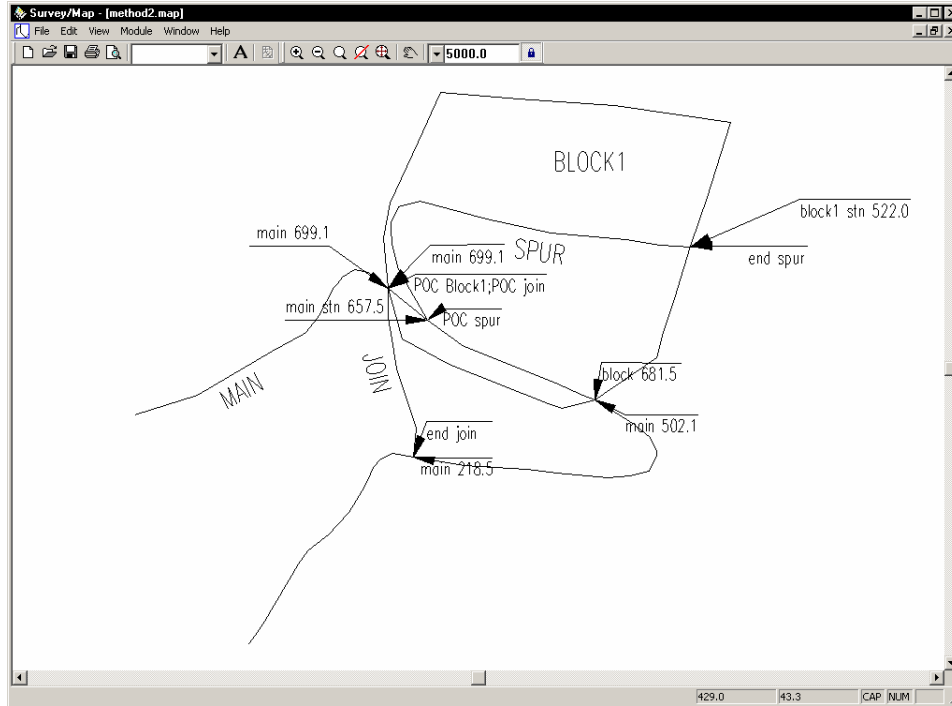 Survey/Map - [method2.map]
File Edit View Module Window Help
5000.0
BLOCK1
block1 stn 522.0
main 699.1
main 699.1
SPUR
end spur
POC Block1;POC join
main stn 657.5
POC spur
JOIN
MAIN
block 681.5
main 502.1
end join
main 218.5
429.0 43.3 CAP NUM